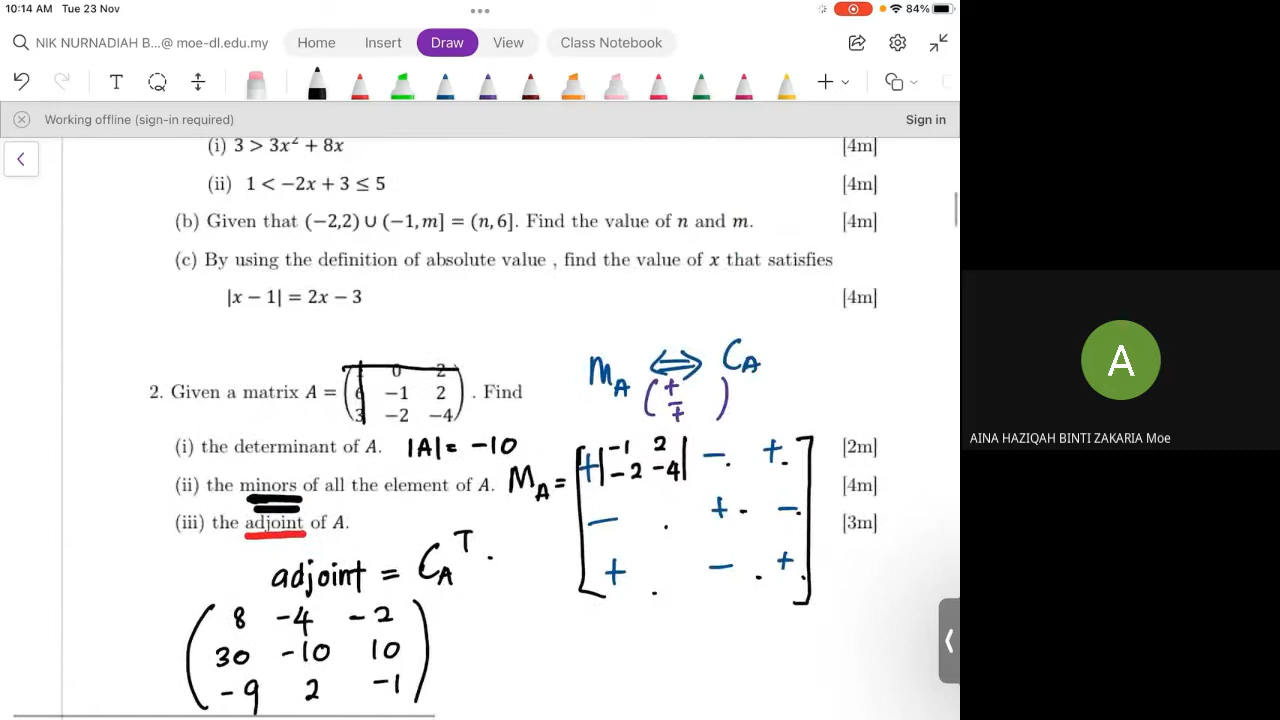 10:14 AM Tue 23 Nov
84%
NIK NURNADIAH B...@ moe-dl.edu.my
Home Insert Draw View Class Notebook
T
Working offline (sign-in required) Sign in
(i) 3 > 3x² + 8x [4m]
(ii) 1 < −2x + 3 ≤ 5 [4m]
(b) Given that (−2,2) ∪ (−1, m] = (n, 6]. Find the value of n and m. [4m]
(c) By using the definition of absolute value , find the value of x that satisfies
|x − 1| = 2x − 3 [4m]
M_A ⟺ C_A
( + − + )
0 2
2. Given a matrix A = ( 6 −1 2 ) . Find
3 −2 −4
(i) the determinant of A. |A| = −10 [2m]
(ii) the minors of all the element of A. [4m]
(iii) the adjoint of A. [3m]
M_A = [ + | −1 2 | − . + .
| −2 −4 |
− . + . − .
+ . − . + . ]
adjoint = C_A^T .
( 8 −4 −2
30 −10 10
−9 2 −1 )
A
AINA HAZIQAH BINTI ZAKARIA Moe